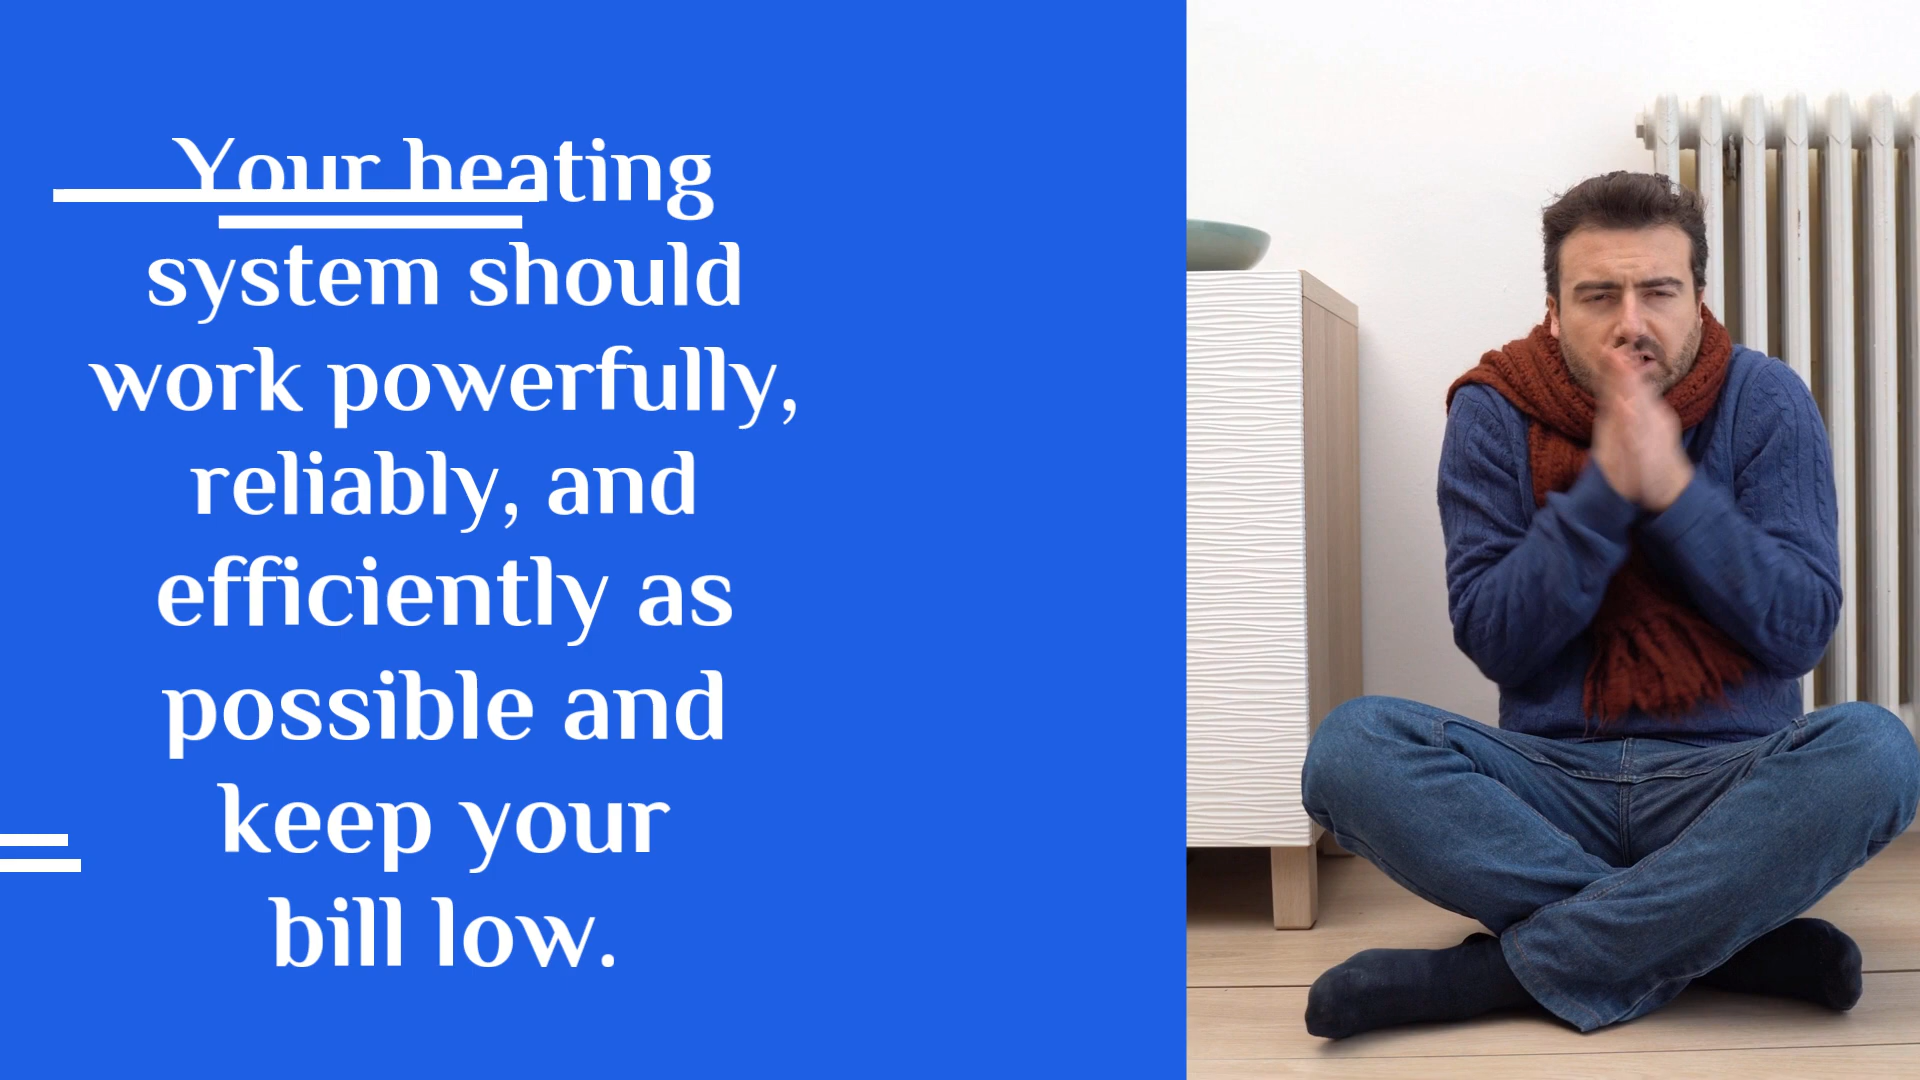 Your heating
system should
work powerfully,
reliably, and
efficiently as
possible and
keep your
bill low.